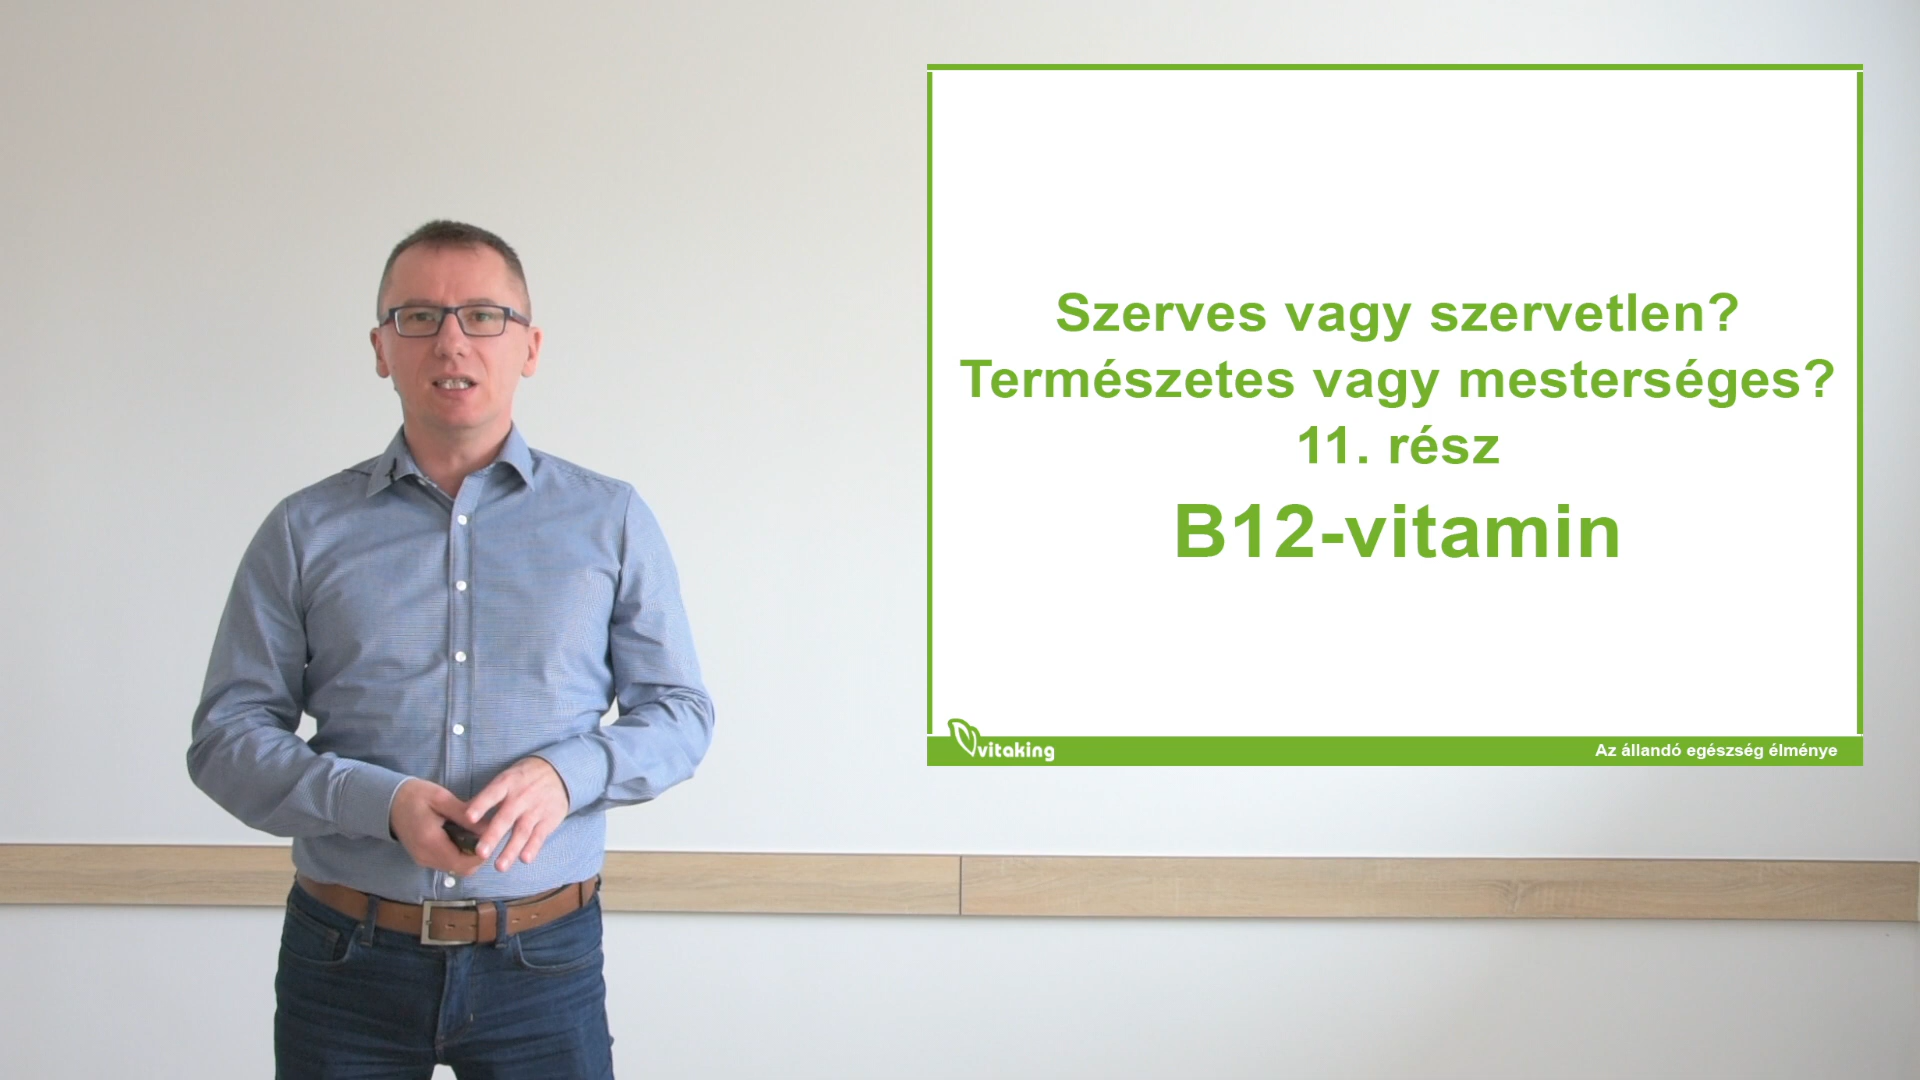 Szerves vagy szervetlen?
Természetes vagy mesterséges?
11. rész
B12-vitamin
vitaking
Az állandó egészség élménye